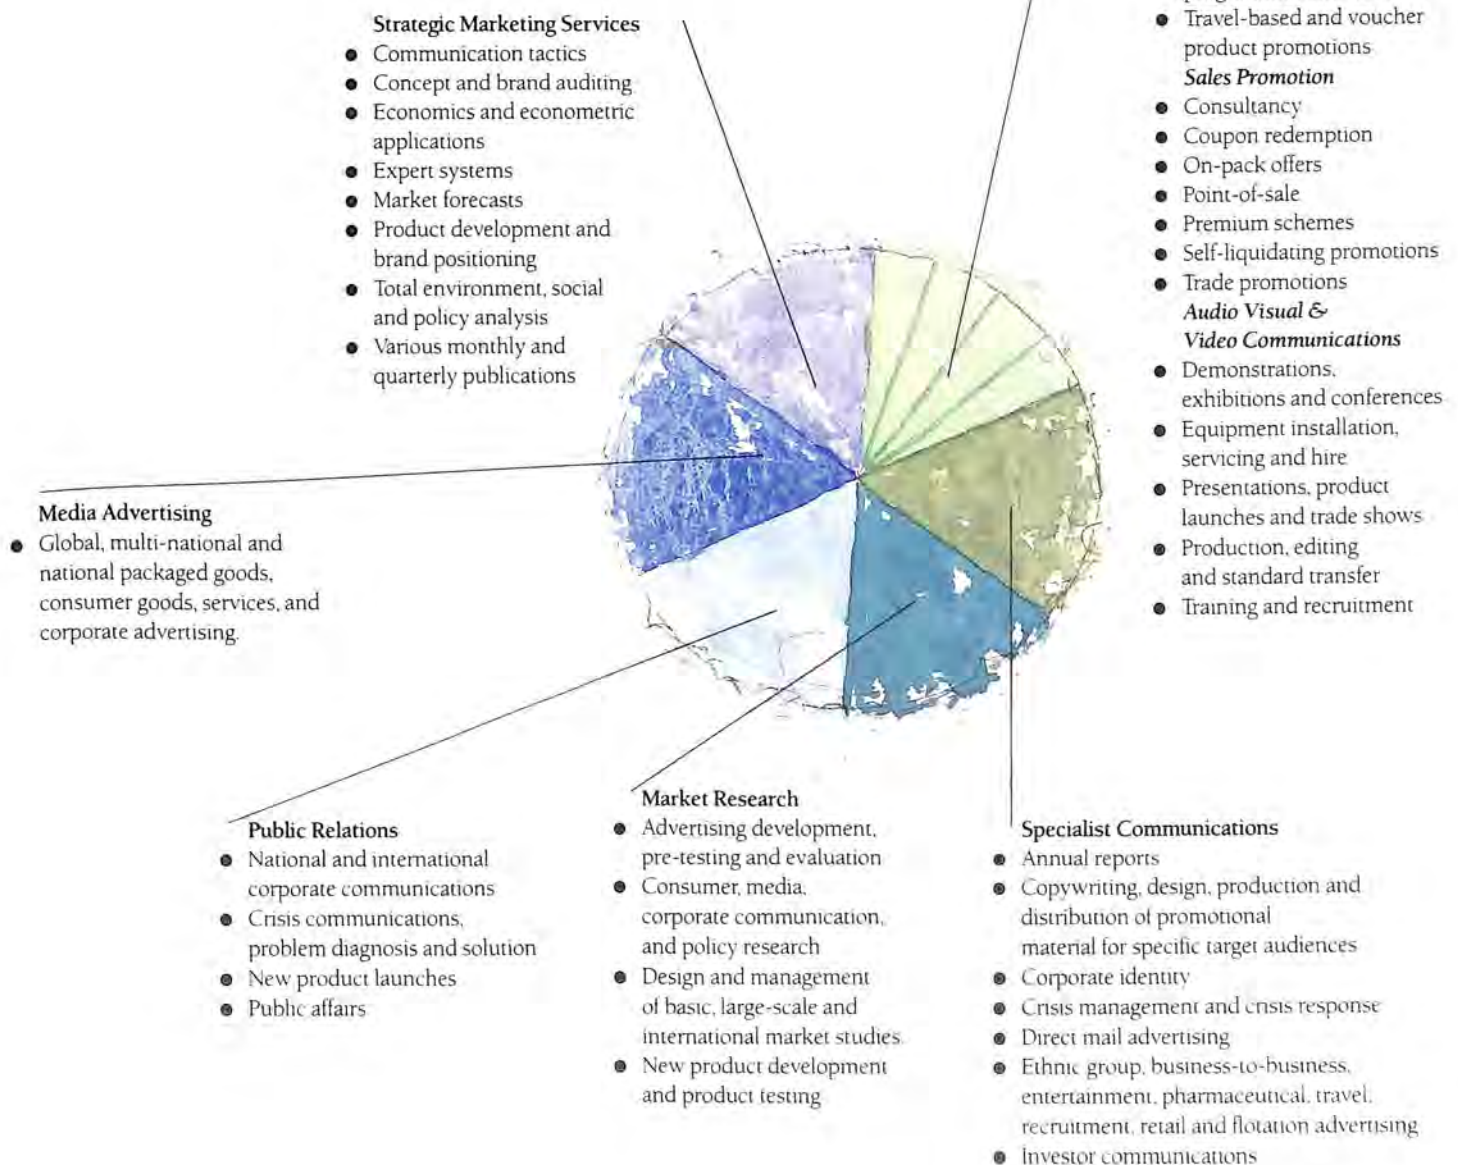 Strategic Marketing Services
● Communication tactics
● Concept and brand auditing
● Economics and econometric
applications
● Expert systems
● Market forecasts
● Product development and
brand positioning
● Total environment, social
and policy analysis
● Various monthly and
quarterly publications
● Travel-based and voucher
product promotions
Sales Promotion
● Consultancy
● Coupon redemption
● On-pack offers
● Point-of-sale
● Premium schemes
● Self-liquidating promotions
● Trade promotions
Audio Visual &
Video Communications
● Demonstrations,
exhibitions and conferences
● Equipment installation,
servicing and hire
● Presentations, product
launches and trade shows
● Production, editing
and standard transfer
● Training and recruitment
Media Advertising
● Global, multi-national and
national packaged goods,
consumer goods, services, and
corporate advertising.
Public Relations
● National and international
corporate communications
● Crisis communications,
problem diagnosis and solution
● New product launches
● Public affairs
Market Research
● Advertising development,
pre-testing and evaluation
● Consumer, media,
corporate communication,
and policy research
● Design and management
of basic, large-scale and
international market studies
● New product development
and product testing
Specialist Communications
● Annual reports
● Copywriting, design, production and
distribution of promotional
material for specific target audiences
● Corporate identity
● Crisis management and crisis response
● Direct mail advertising
● Ethnic group, business-to-business,
entertainment, pharmaceutical, travel,
recruitment, retail and flotation advertising
● Investor communications